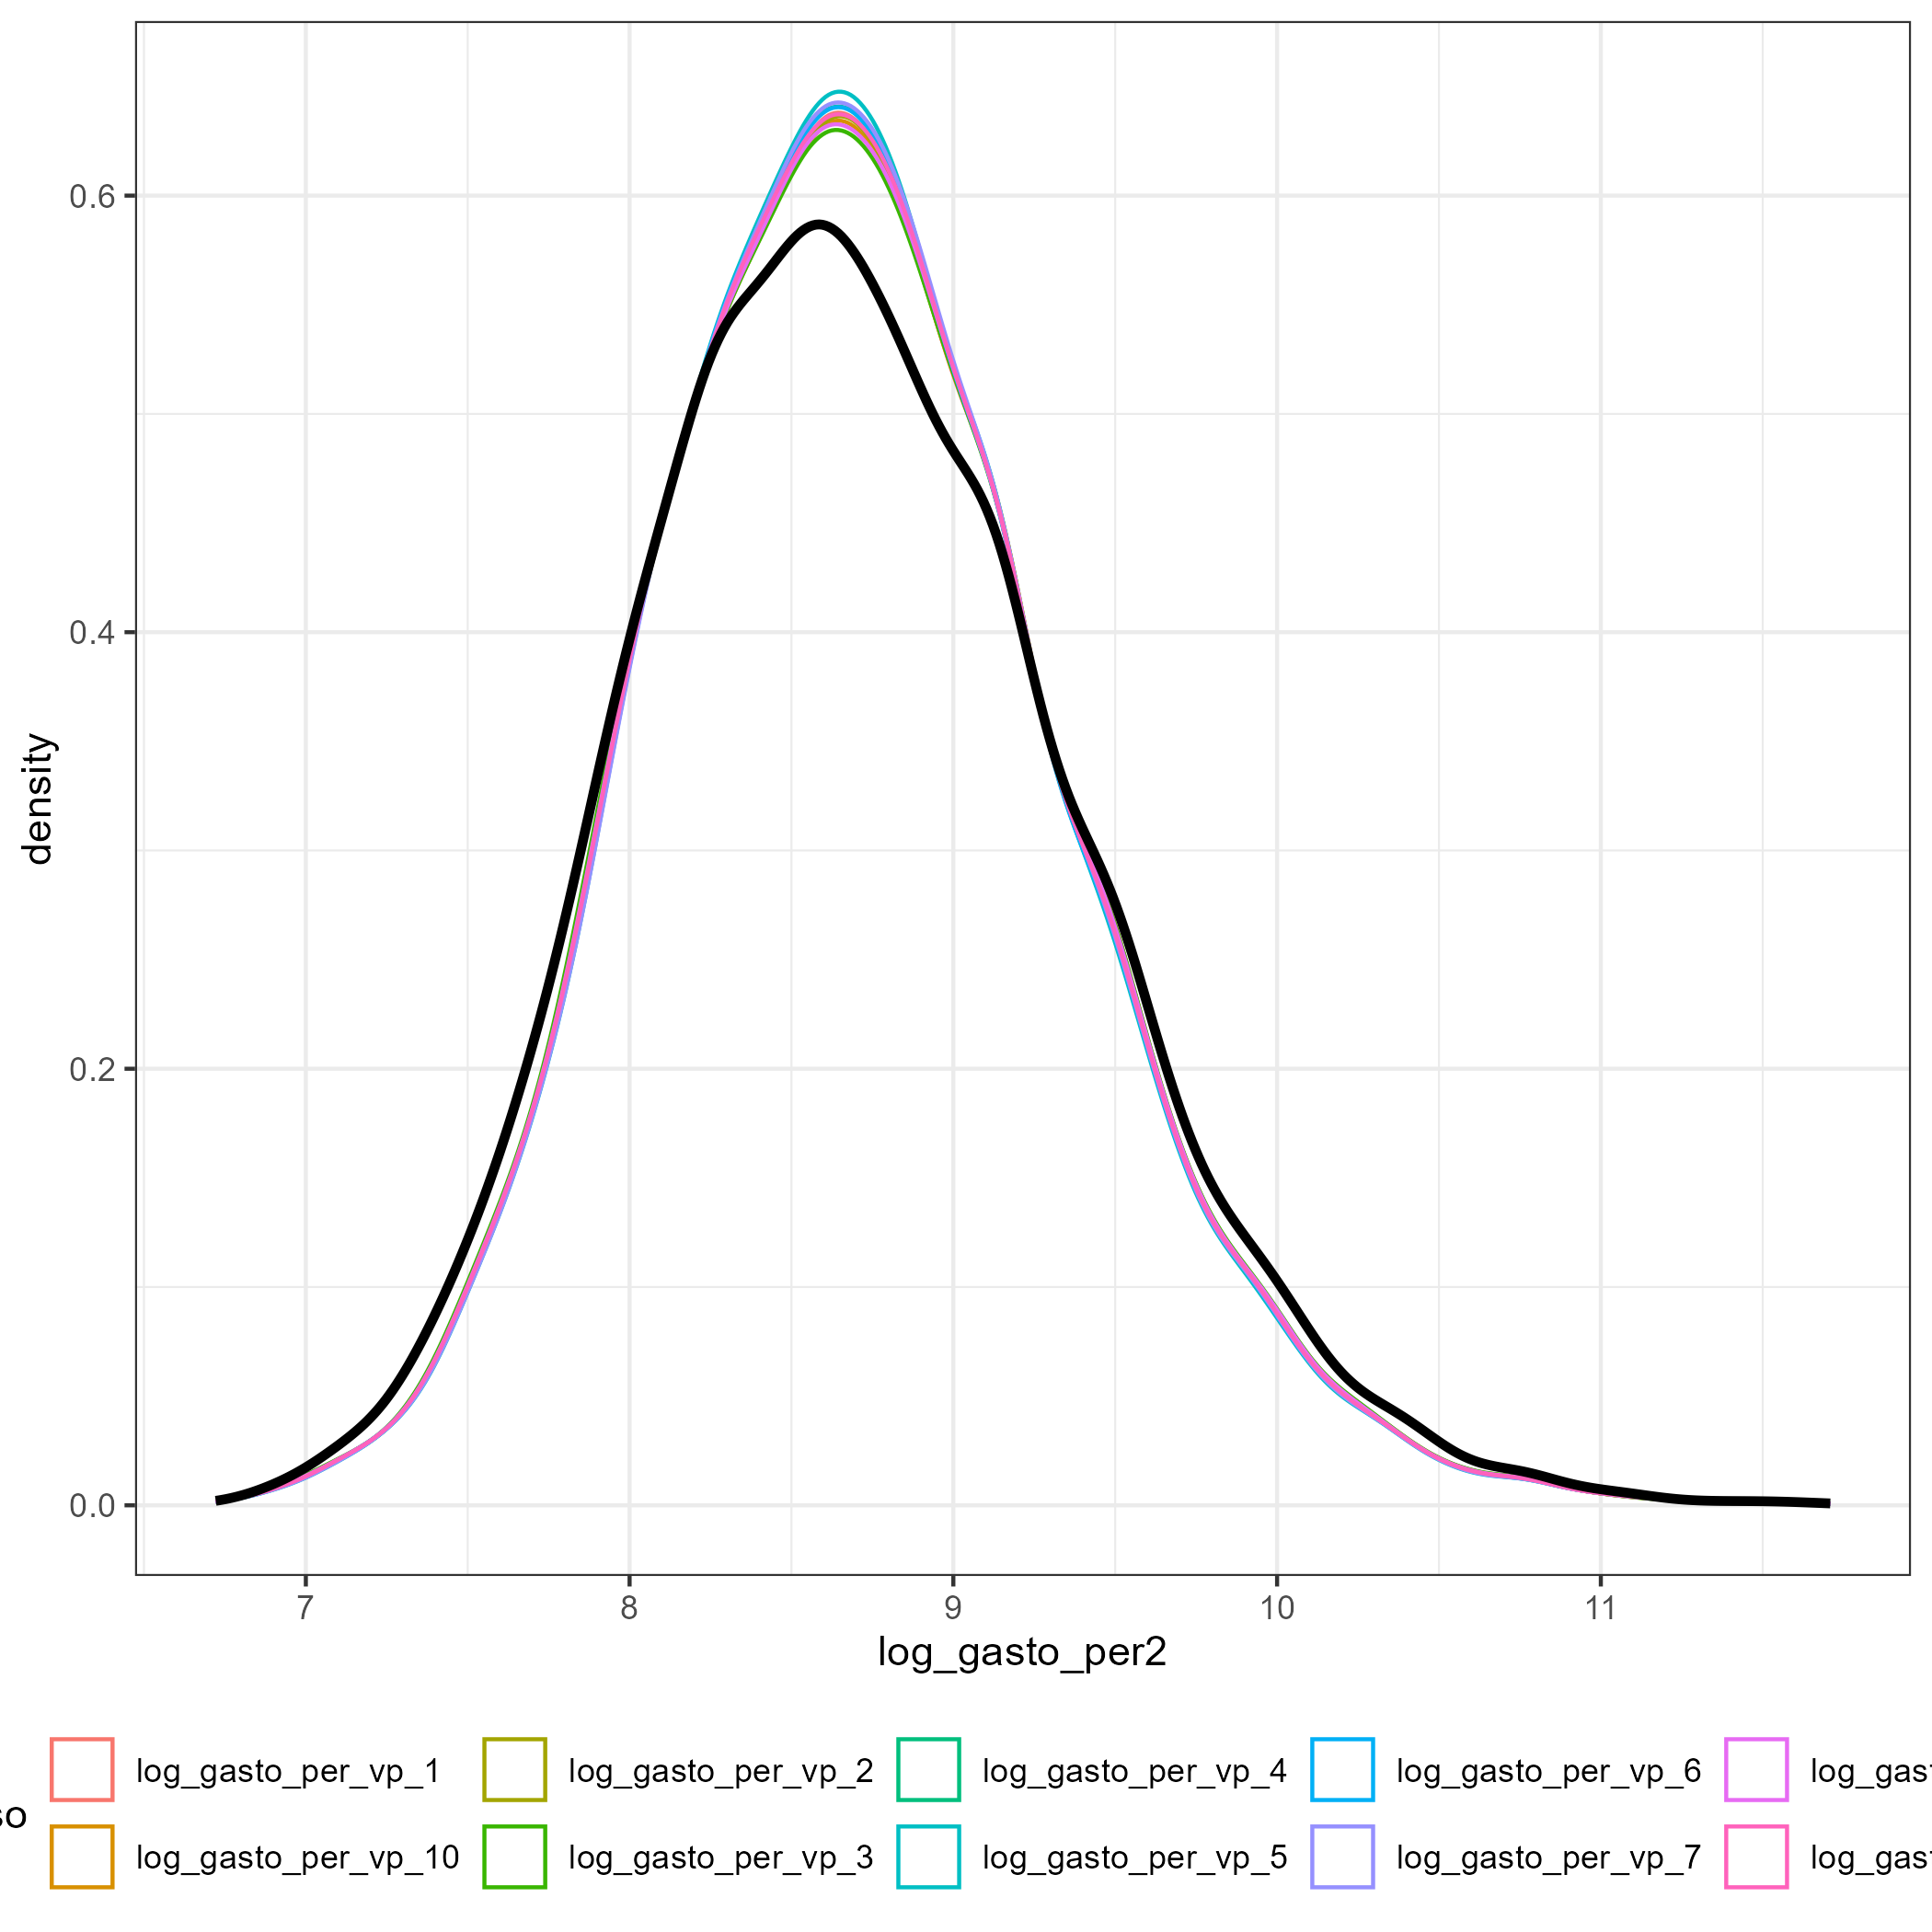 0.6
0.4
0.2
0.0
density
7 8 9 10 11
log_gasto_per2
log_gasto_per_vp_1 log_gasto_per_vp_2 log_gasto_per_vp_4 log_gasto_per_vp_6
log_gasto_per_vp_10 log_gasto_per_vp_3 log_gasto_per_vp_5 log_gasto_per_vp_7